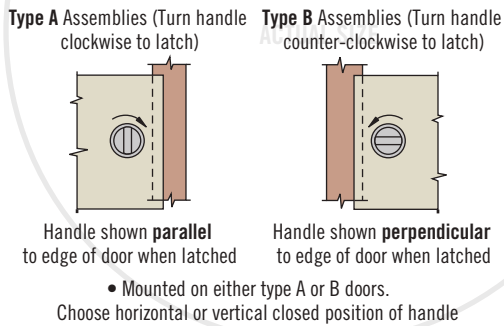 Type A Assemblies (Turn handle
clockwise to latch)
Type B Assemblies (Turn handle
counter-clockwise to latch)
ACTUAL SIZE
Handle shown parallel
to edge of door when latched
Handle shown perpendicular
to edge of door when latched
• Mounted on either type A or B doors.
Choose horizontal or vertical closed position of handle